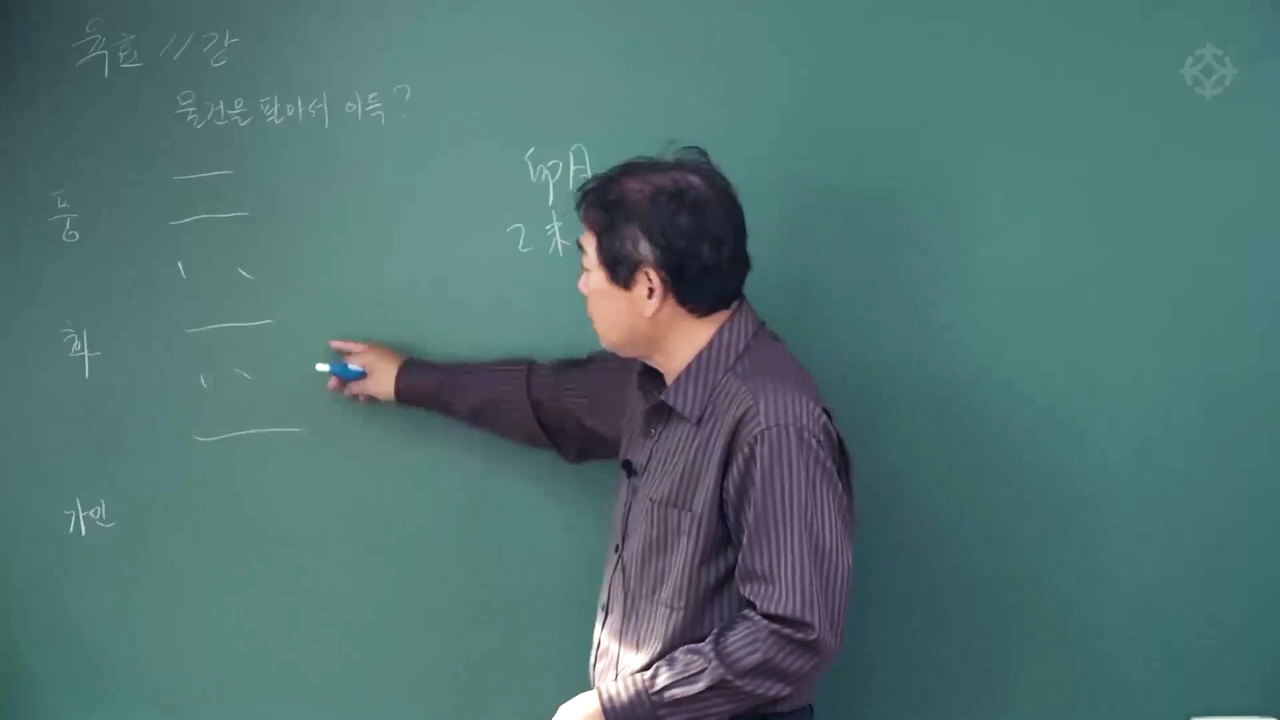 육효 11강
물건을 팔아서 이득?
卯月
乙未
풍
화
가인